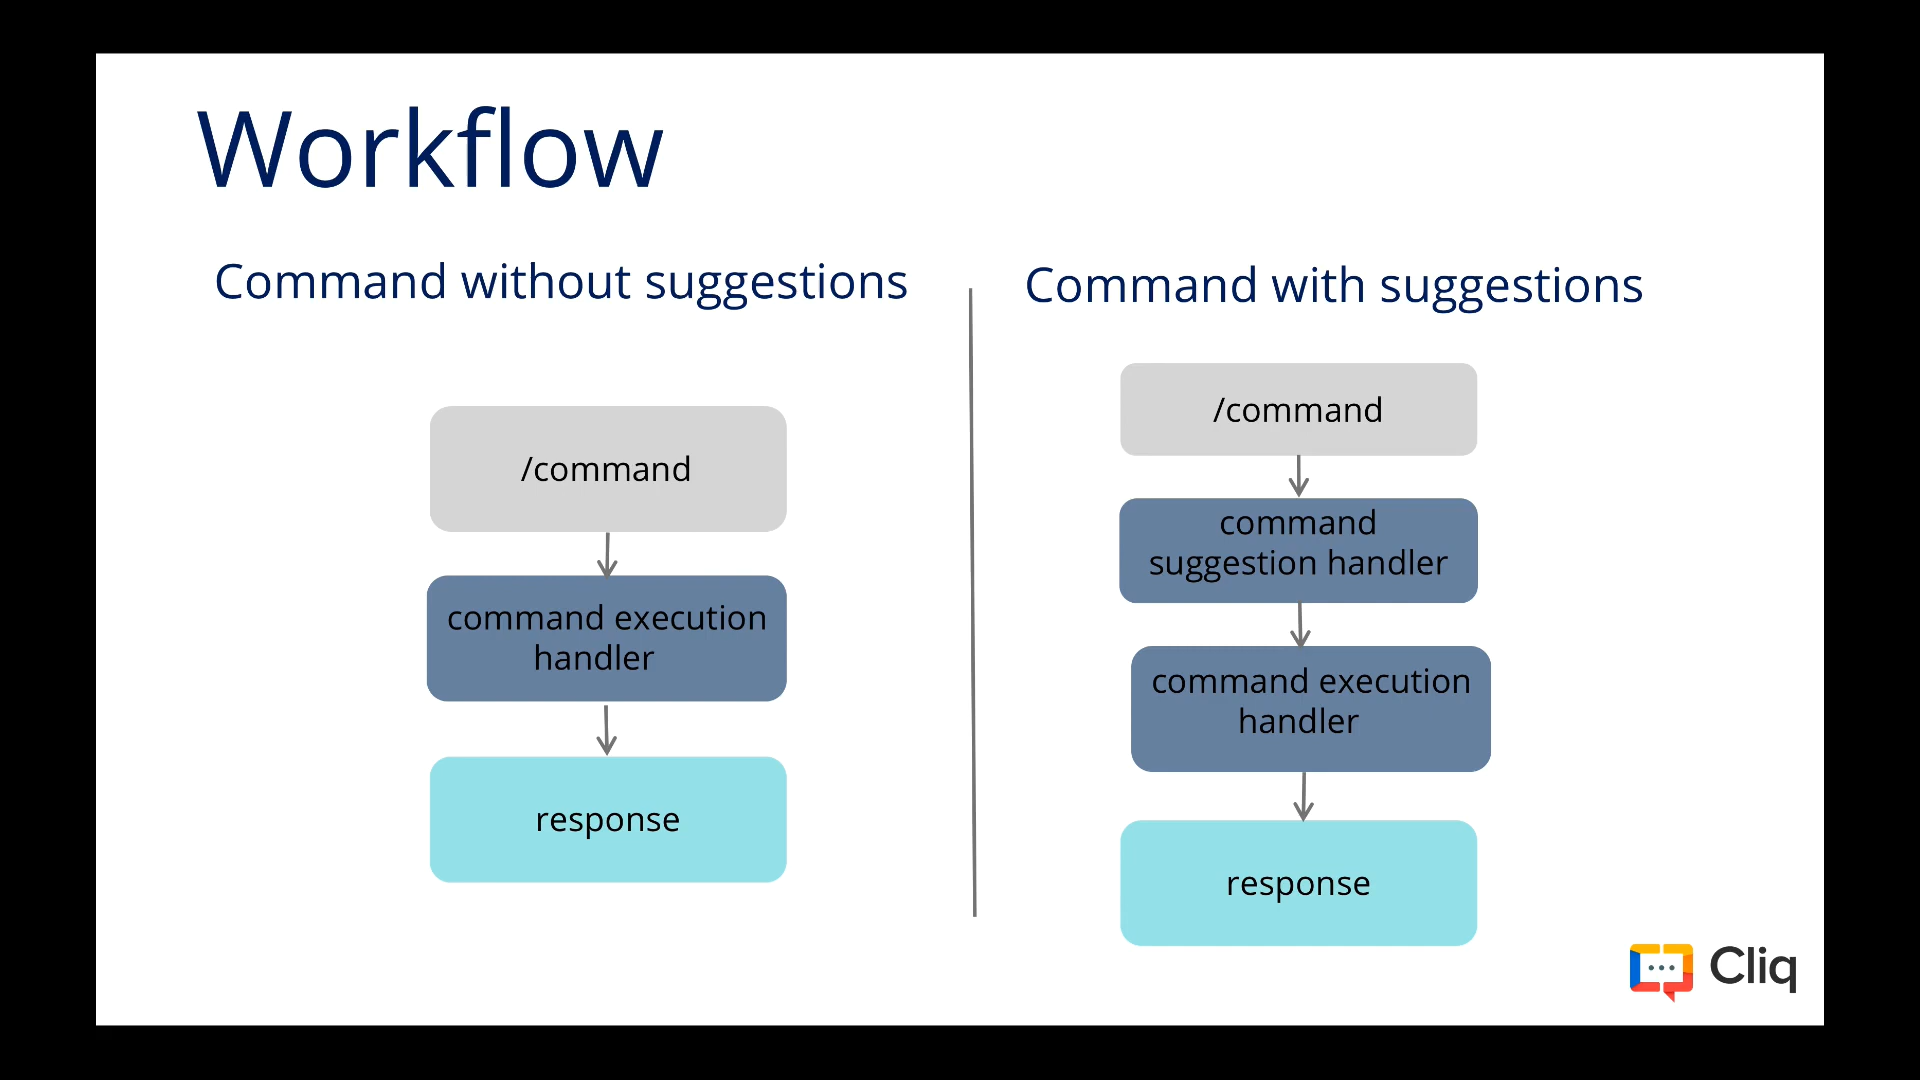 Workflow
Command without suggestions
/command
command execution
handler
response
Command with suggestions
/command
command
suggestion handler
command execution
handler
response
Cliq